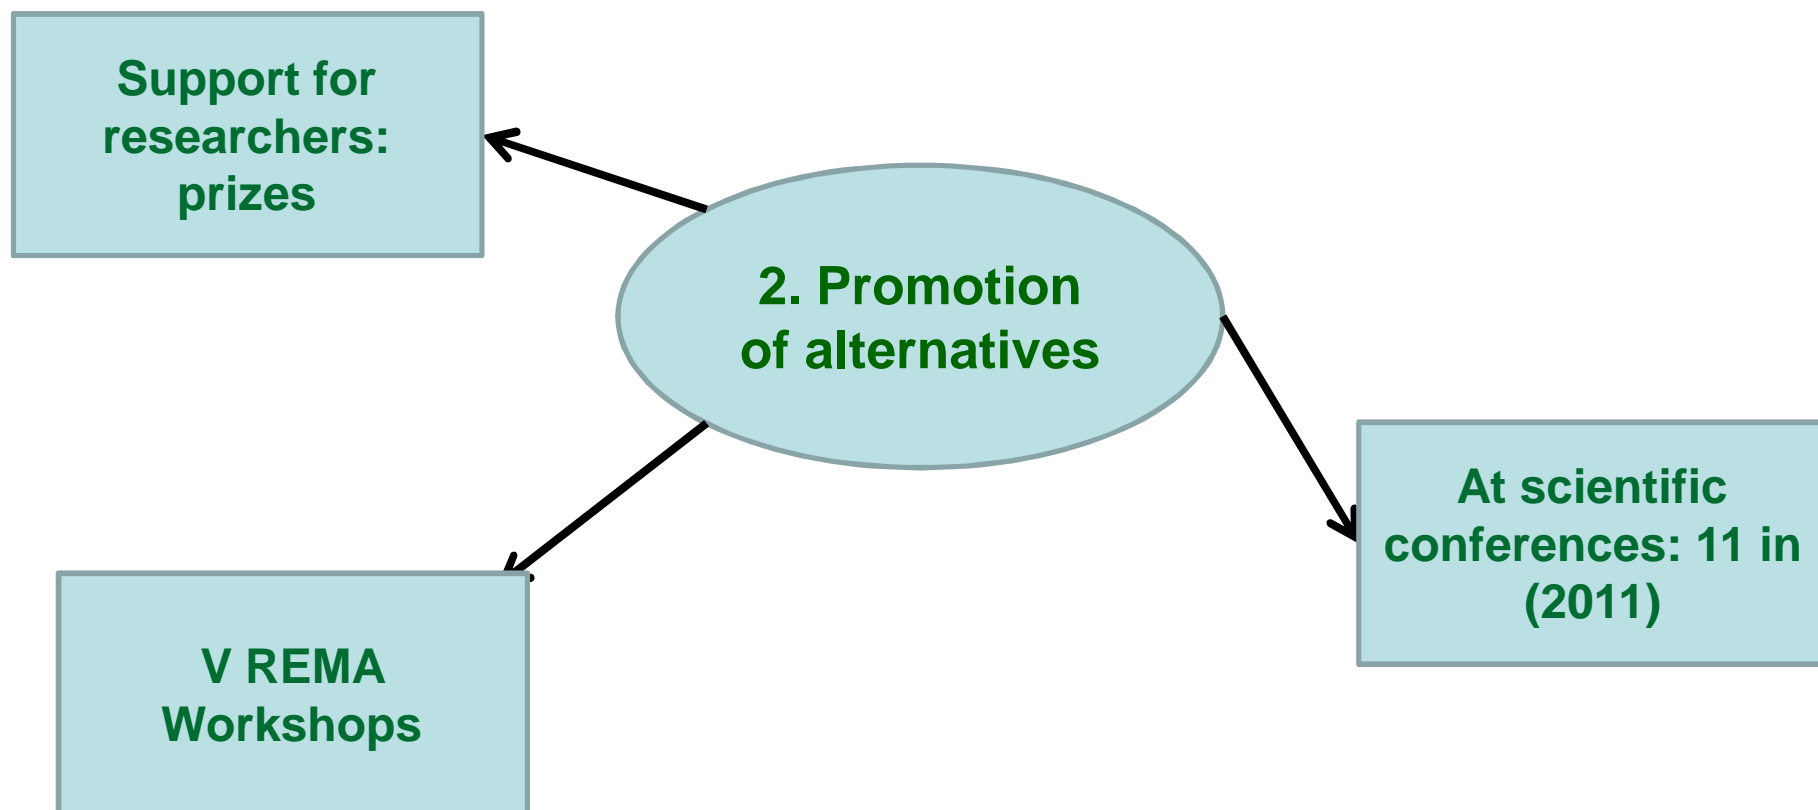 Support for
researchers:
prizes
2. Promotion
of alternatives
At scientific
conferences: 11 in
(2011)
V REMA
Workshops